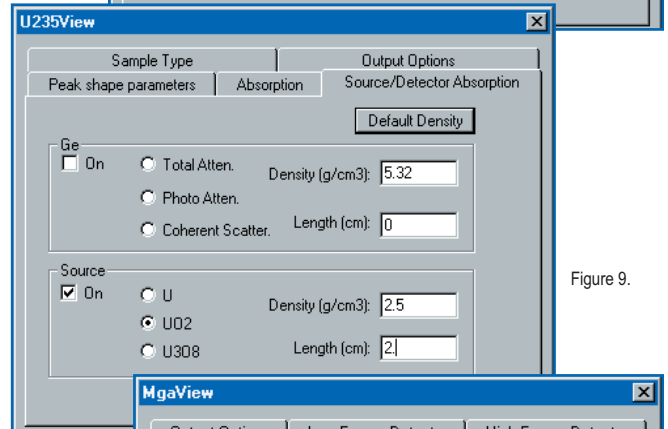 U235View
Sample Type Output Options
Peak shape parameters Absorption Source/Detector Absorption
Default Density
Ge
On Total Atten. Density (g/cm3): 5.32
Photo Atten.
Coherent Scatter. Length (cm): 0
Source
On U Density (g/cm3): 2.5
UO2
U3O8 Length (cm): 2.
Figure 9.
MgaView